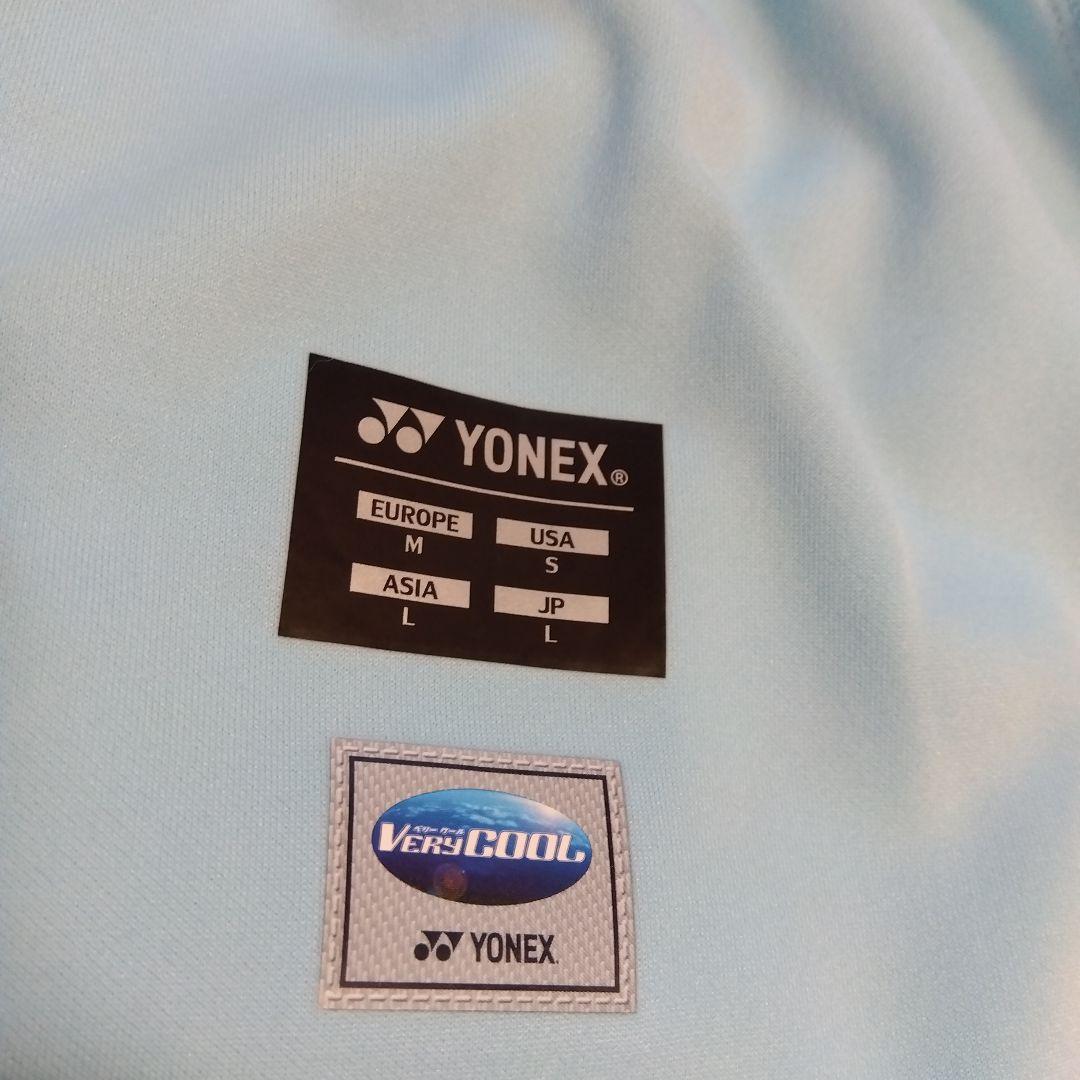 YONEX®
EUROPE
M
USA
S
ASIA
L
JP
L
ベリークール
VERYCOOL
YONEX